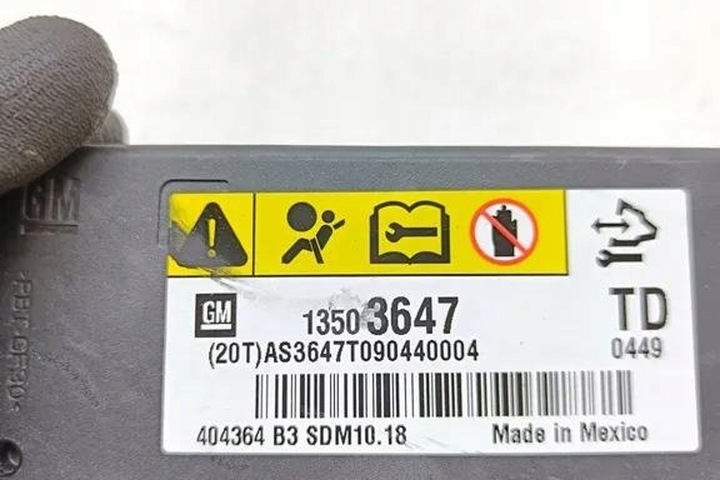 GM
GM
13503647
TD
(20T)AS3647T090440004
0449
404364 B3 SDM10.18
Made in Mexico